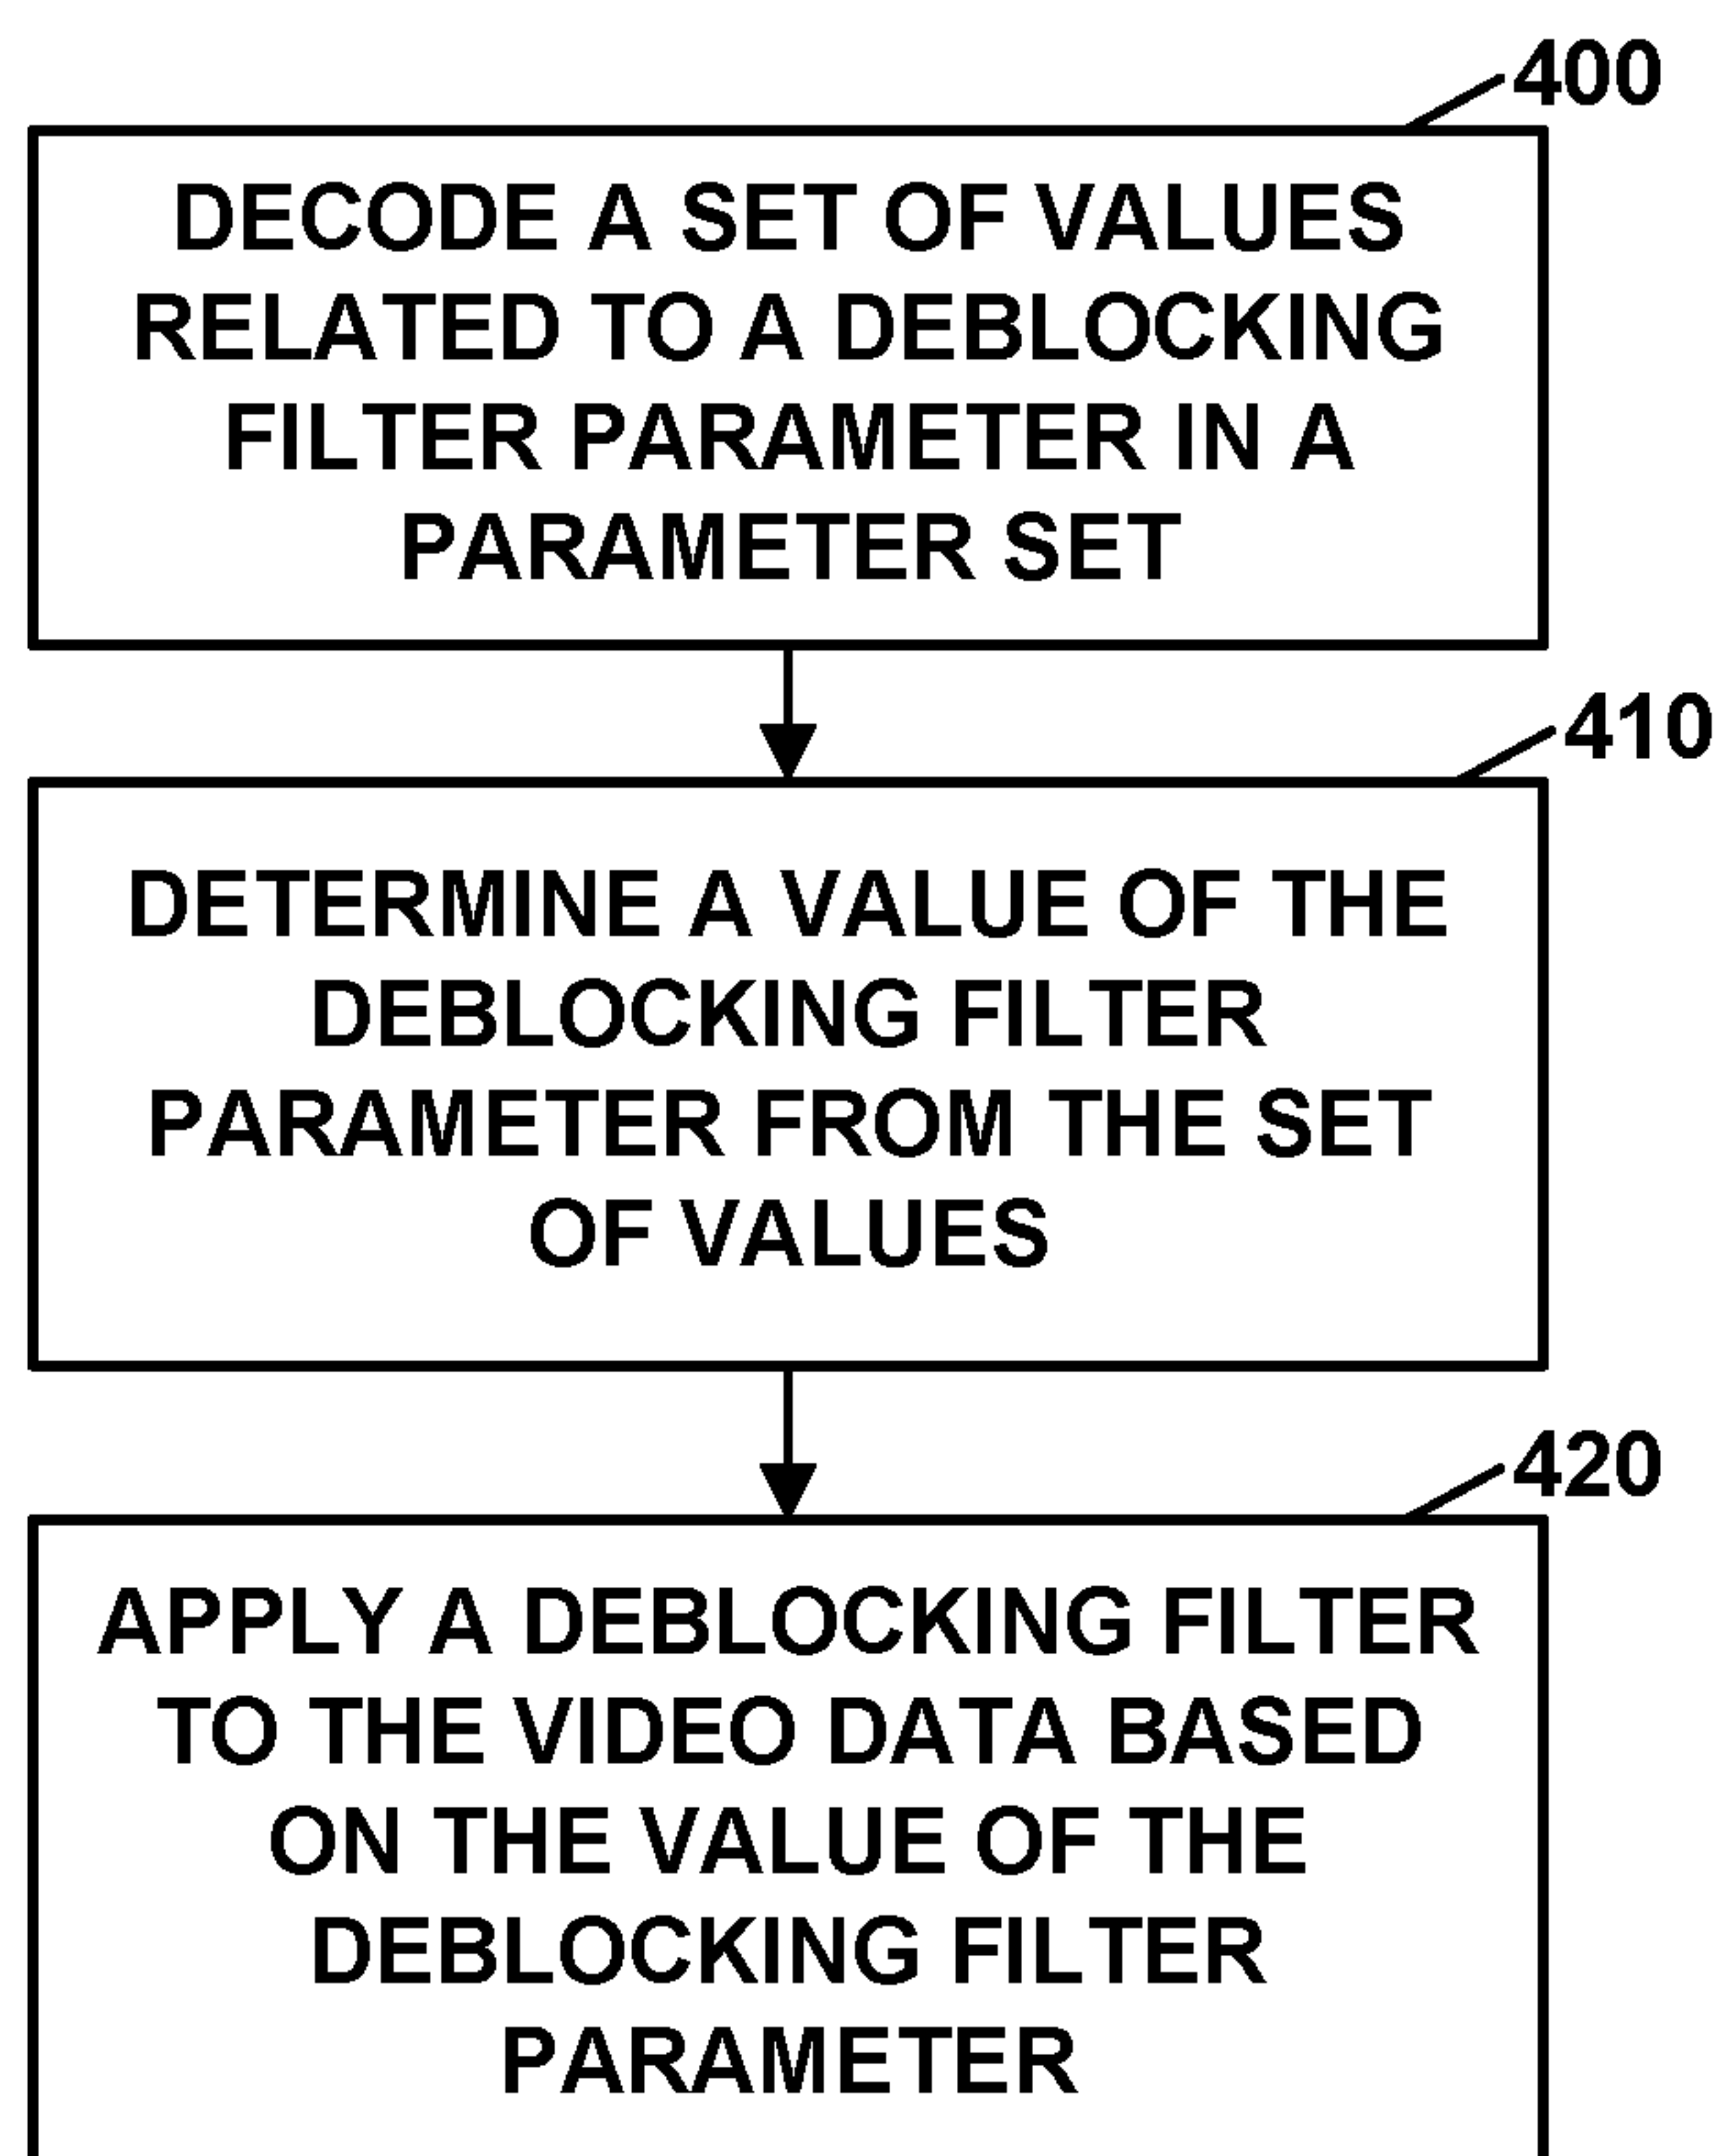 400
DECODE A SET OF VALUES
RELATED TO A DEBLOCKING
FILTER PARAMETER IN A
PARAMETER SET
410
DETERMINE A VALUE OF THE
DEBLOCKING FILTER
PARAMETER FROM THE SET
OF VALUES
420
APPLY A DEBLOCKING FILTER
TO THE VIDEO DATA BASED
ON THE VALUE OF THE
DEBLOCKING FILTER
PARAMETER